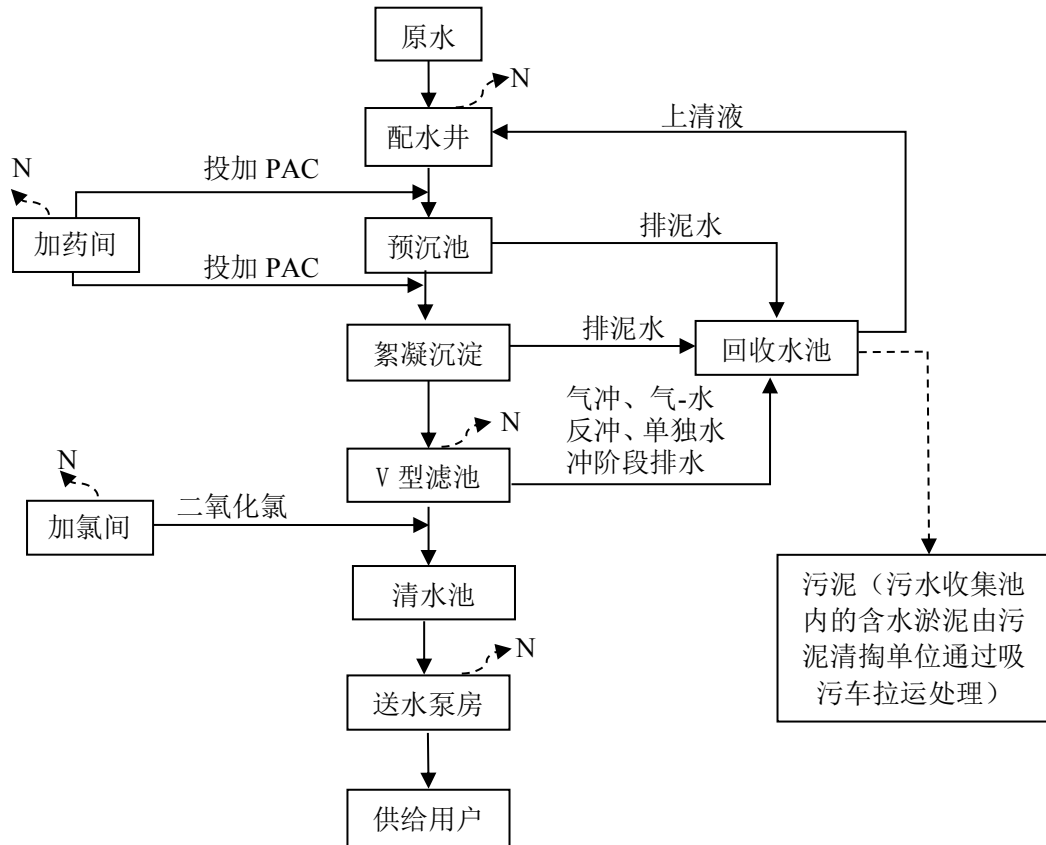 原水
N
配水井
上清液
N
投加 PAC
加药间
预沉池
排泥水
投加 PAC
絮凝沉淀
排泥水
回收水池
气冲、气-水
反冲、单独水
冲阶段排水
N
V 型滤池
N
加氯间
二氧化氯
清水池
污泥（污水收集池
内的含水淤泥由污
泥清掏单位通过吸
污车拉运处理）
N
送水泵房
供给用户